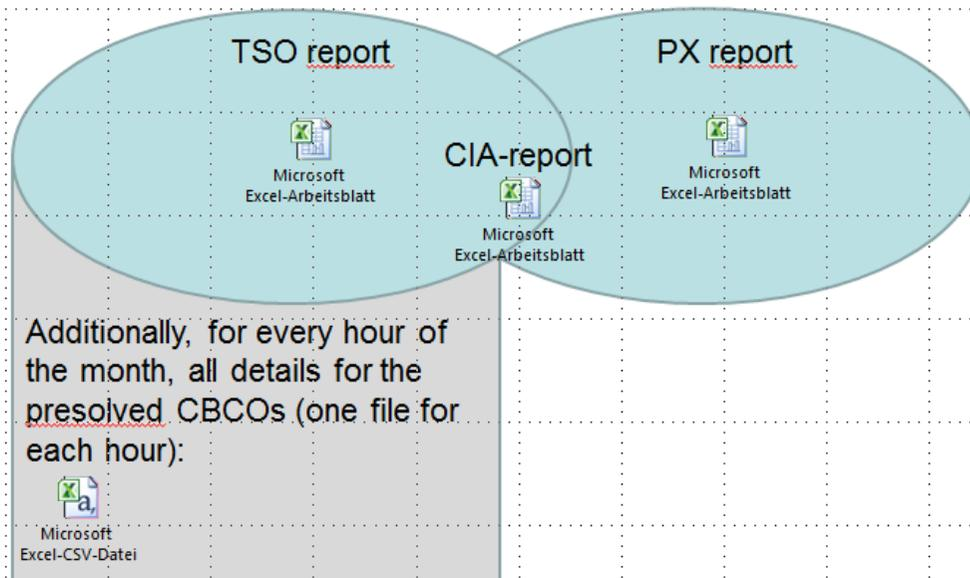 TSO report
PX report
Microsoft
Excel-Arbeitsblatt
CIA-report
Microsoft
Excel-Arbeitsblatt
Microsoft
Excel-Arbeitsblatt
Additionally, for every hour of
the month, all details for the
presolved CBCOs (one file for
each hour):
Microsoft
Excel-CSV-Datei